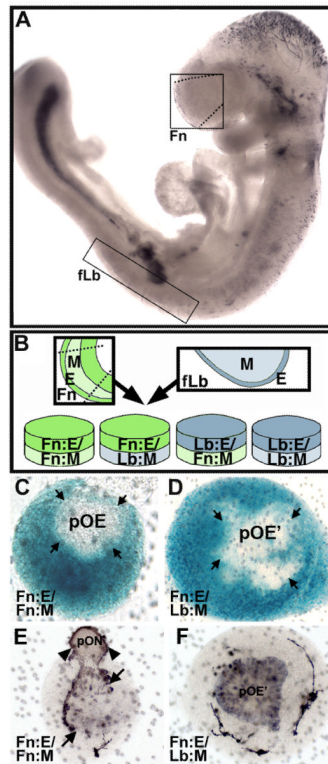 A
Fn
fLb
B
M
E
Fn
fLb
M
E
Fn:E/
Fn:M
Fn:E/
Lb:M
Lb:E/
Fn:M
Lb:E/
Lb:M
C
pOE
Fn:E/
Fn:M
D
pOE'
Fn:E/
Lb:M
E
pON
Fn:E/
Fn:M
F
pOE'
Fn:E/
Lb:M